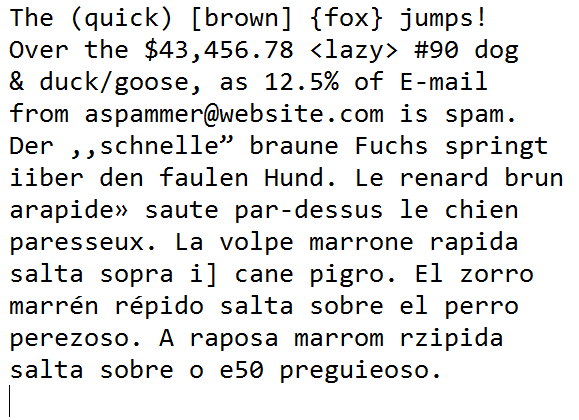 The (quick) [brown] {fox} jumps!
Over the $43,456.78 <lazy> #90 dog
& duck/goose, as 12.5% of E-mail
from aspammer@website.com is spam.
Der ,,schnelle” braune Fuchs springt
iiber den faulen Hund. Le renard brun
arapide» saute par-dessus le chien
paresseux. La volpe marrone rapida
salta sopra i] cane pigro. El zorro
marrén répido salta sobre el perro
perezoso. A raposa marrom rzipida
salta sobre o e50 preguieoso.